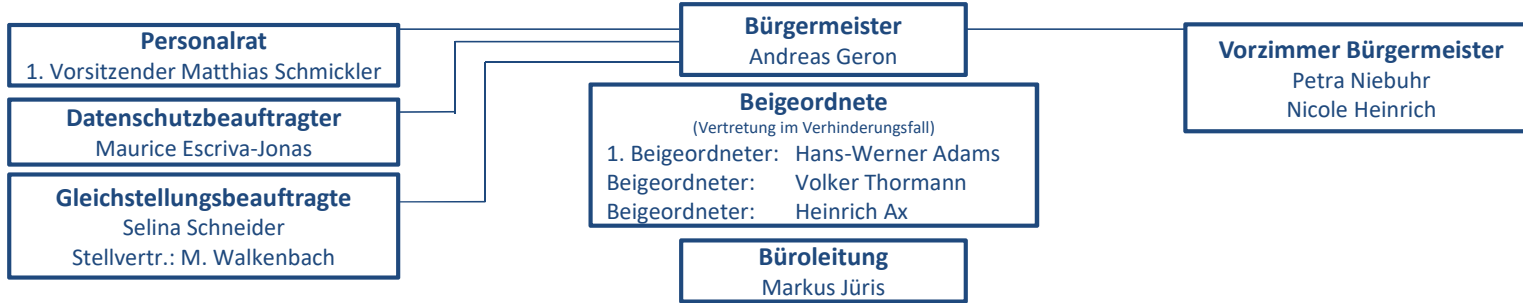 Personalrat
1. Vorsitzender Matthias Schmickler
Datenschutzbeauftragter
Maurice Escriva-Jonas
Gleichstellungsbeauftragte
Selina Schneider
Stellvertr.: M. Walkenbach
Bürgermeister
Andreas Geron
Beigeordnete
(Vertretung im Verhinderungsfall)
1. Beigeordneter: Hans-Werner Adams
Beigeordneter: Volker Thormann
Beigeordneter: Heinrich Ax
Büroleitung
Markus Jüris
Vorzimmer Bürgermeister
Petra Niebuhr
Nicole Heinrich